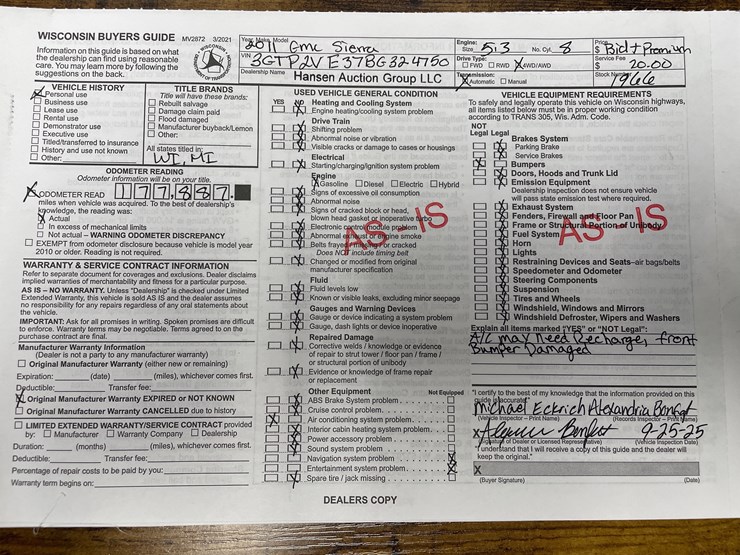 WISCONSIN BUYERS GUIDE MV2872 3/2021
Information on this guide is based on what
the dealership can find using reasonable
care. You may learn more by following the
suggestions on the back.
Year, Make, Model
2011 GMC Sierra
VIN 3GTP2VE37BG324750
Dealership Name Hansen Auction Group LLC
Engine:
Size 5.3 No. Cyl. 8
Drive Type:
FWD RWD X 4WD/AWD
Transmission:
X Automatic Manual
Price
$ Bid + Premium
Service Fee
$ 20.00
Stock Number
1966
VEHICLE HISTORY
X Personal use
Business use
Lease use
Rental use
Demonstrator use
Executive use
Titled/transferred to insurance
History and use not known
Other:
TITLE BRANDS
Title will have these brands:
Rebuilt salvage
Damage claim paid
Flood damaged
Manufacturer buyback/Lemon
Other:
All states titled in:
WI, MI
ODOMETER READING
Odometer information will be on your title.
X ODOMETER READ 177,887.
miles when vehicle was acquired. To the best of dealership's
knowledge, the reading was:
X Actual
In excess of mechanical limits
Not actual – WARNING ODOMETER DISCREPANCY
EXEMPT from odometer disclosure because vehicle is model year
2010 or older. Reading is not required.
WARRANTY & SERVICE CONTRACT INFORMATION
Refer to separate document for coverages and exclusions. Dealer disclaims
implied warranties of merchantability and fitness for a particular purpose.
AS IS – NO WARRANTY. Unless "Dealership" is checked under Limited
Extended Warranty, this vehicle is sold AS IS and the dealer assumes
no responsibility for any repairs regardless of any oral statements about
the vehicle.
IMPORTANT: Ask for all promises in writing. Spoken promises are difficult
to enforce. Warranty terms may be negotiable. Terms agreed to on the
purchase contract are final.
Manufacturer Warranty Information
(Dealer is not a party to any manufacturer warranty)
Original Manufacturer Warranty (either new or remaining)
Expiration: (date) (miles), whichever comes first.
Deductible: Transfer fee:
X Original Manufacturer Warranty EXPIRED or NOT KNOWN
Original Manufacturer Warranty CANCELLED due to history
LIMITED EXTENDED WARRANTY/SERVICE CONTRACT provided
by: Manufacturer Warranty Company Dealership
Duration: (months) (miles), whichever comes first.
Deductible: Transfer fee:
Percentage of repair costs to be paid by you:
Warranty term begins on:
USED VEHICLE GENERAL CONDITION
YES NO
Heating and Cooling System
Engine heating/cooling system problem
Drive Train
Shifting problem
Abnormal noise or vibration
Visible cracks or damage to cases or housings
Electrical
Starting/charging/ignition system problem
Engine
X Gasoline Diesel Electric Hybrid
Signs of excessive oil consumption
Abnormal noise
Signs of cracked block or head
blown head gasket or inoperative turbo
Electronic problem
Abnormal engine smoke
Belts frayed or cracked
Does NOT include timing belt
Changed or modified from original
manufacturer specification
AS - IS
Fluid
Fluid levels low
Known or visible leaks, excluding minor seepage
Gauges and Warning Devices
Gauge or device indicating a system problem
Gauge, dash lights or device inoperative
Repaired Damage
Corrective welds / knowledge or evidence
of repair to strut tower / floor pan / frame /
or structural portion of unibody
Evidence or knowledge of frame repair
or replacement
Other Equipment Not Equipped
ABS Brake System problem
Cruise control problem
Air conditioning system problem
Interior cabin heating system problem
Power accessory problem
Sound system problem
Navigation system problem
Entertainment system problem
Spare tire / jack missing
VEHICLE EQUIPMENT REQUIREMENTS
To safely and legally operate this vehicle on Wisconsin highways,
all items listed below must be in proper working condition
according to TRANS 305, Wis. Adm. Code.
NOT
Legal Legal
Brakes System
Parking Brake
Service Brakes
Bumpers
Doors, Hoods and Trunk Lid
Emission Equipment
Dealership inspection does not ensure vehicle
will pass state emission test where required.
Exhaust System
Fenders, Firewall and Floor Pan
Frame or Structural Portion of Unibody
Fuel System
Horn
Lights
Restraining Devices and Seats–air bags/belts
Speedometer and Odometer
Steering Components
Suspension
Tires and Wheels
Windshield, Windows and Mirrors
Windshield Defroster, Wipers and Washers
AS - IS
Explain all items marked "YES" or "NOT Legal":
A/C may Need Recharge, front
Bumper Damaged
"I certify to the best of my knowledge that the information provided on this
guide is accurate"
Michael Eckrich Alexandria
(Vehicle Inspector – Print Name) (Records Inspector – Print Name)
X 9-25-25
(Signature of Dealer or Licensed Representative) (Vehicle Inspection Date)
"I understand that I will receive a copy of this guide and the dealer will
keep the original."
X
(Buyer Signature) (Date)
DEALERS COPY